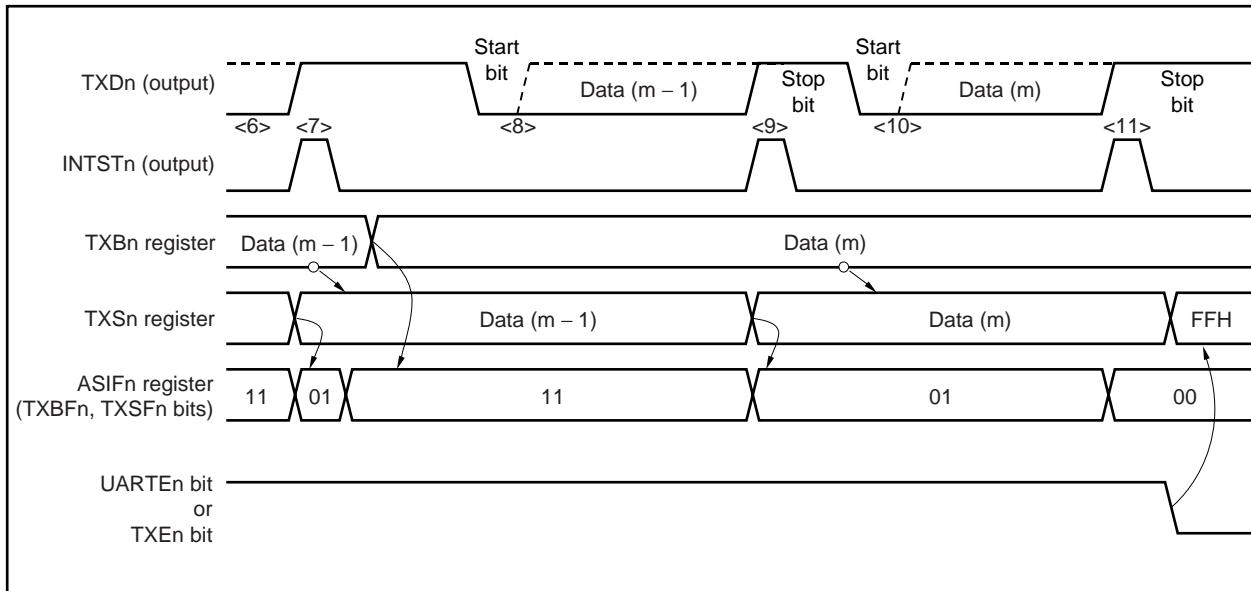 Start
bit
Start
bit
TXDn (output)
Data (m – 1)
Stop
bit
Data (m)
Stop
bit
<6>
<7>
<8>
<9>
<10>
<11>
INTSTn (output)
TXBn register
Data (m – 1)
Data (m)
TXSn register
Data (m – 1)
Data (m)
FFH
ASIFn register
(TXBFn, TXSFn bits)
11
01
11
01
00
UARTEn bit
or
TXEn bit